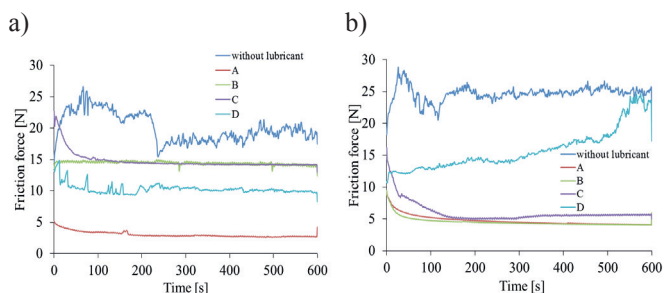 a)
Friction force [N]
30
25
20
15
10
5
0
0 100 200 300 400 500 600
Time [s]
without lubricant
A
B
C
D
b)
Friction force [N]
30
25
20
15
10
5
0
0 100 200 300 400 500 600
Time [s]
without lubricant
A
B
C
D